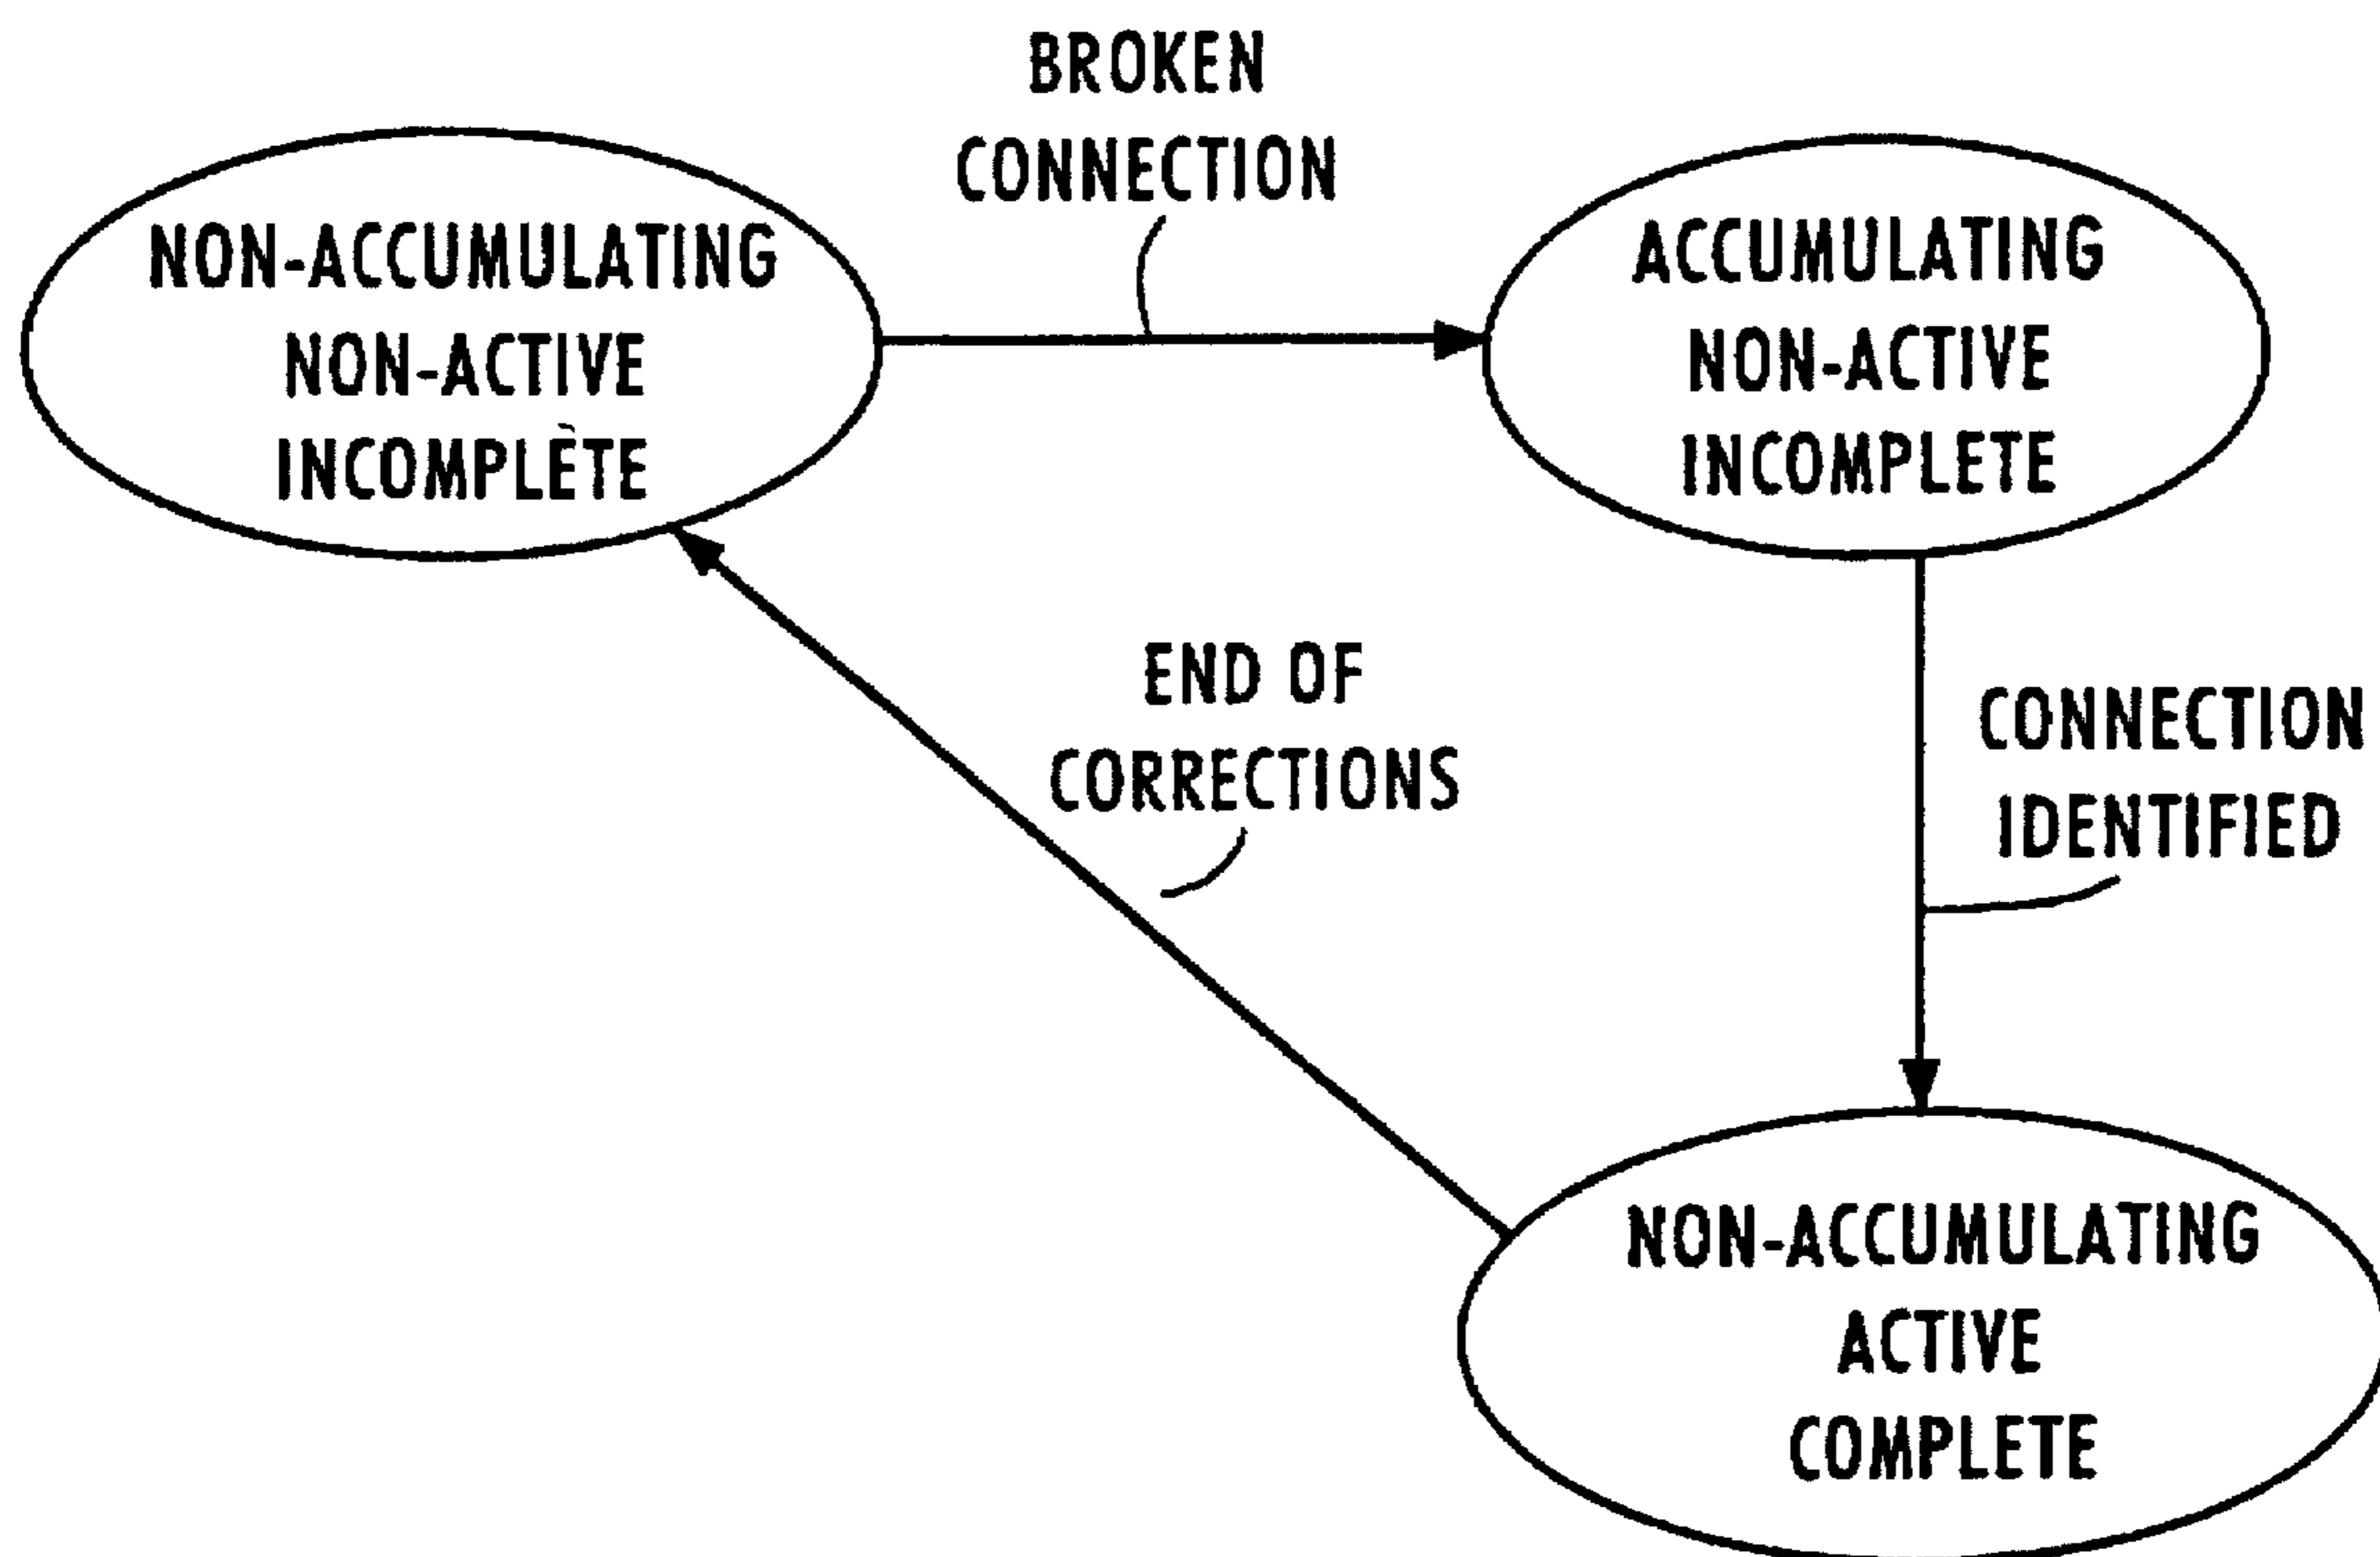 BROKEN
CONNECTION
NON-ACCUMULATING
NON-ACTIVE
INCOMPLÈTE
ACCUMULATING
NON-ACTIVE
INCOMPLETE
END OF
CORRECTIONS
CONNECTION
IDENTIFIED
NON-ACCUMULATING
ACTIVE
COMPLETE